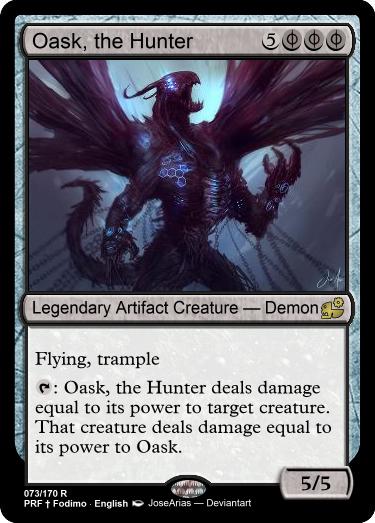 Oask, the Hunter 5
Legendary Artifact Creature — Demon
Flying, trample
: Oask, the Hunter deals damage
equal to its power to target creature.
That creature deals damage equal to
its power to Oask.
5/5
073/170 R
PRF † Fodimo · English JoseArias — Deviantart